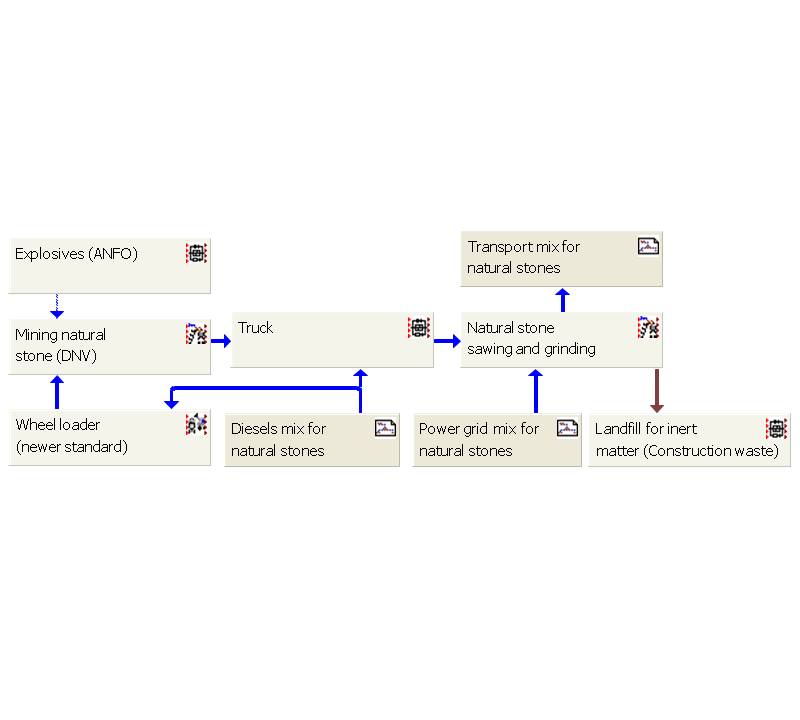 Explosives (ANFO)
Transport mix for
natural stones
Mining natural
stone (DNV)
Truck
Natural stone
sawing and grinding
Wheel loader
(newer standard)
Diesels mix for
natural stones
Power grid mix for
natural stones
Landfill for inert
matter (Construction waste)